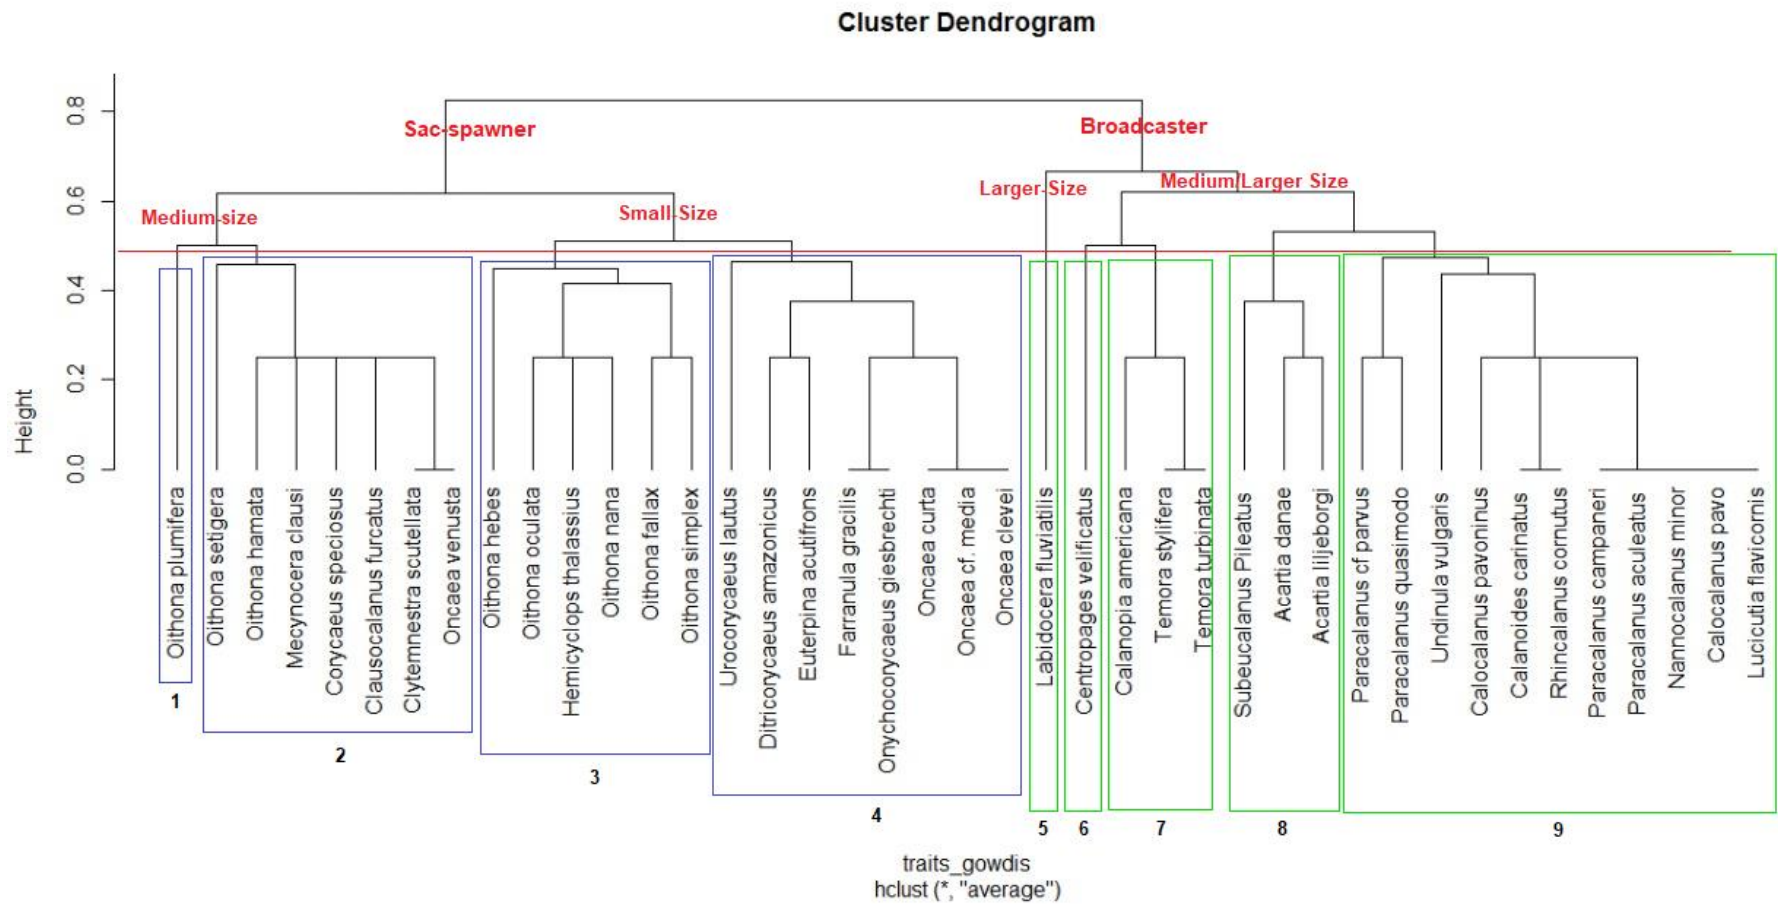 Cluster Dendrogram
Height
0.0
0.2
0.4
0.6
0.8
Sac-spawner
Broadcaster
Medium-size
Small-Size
Larger-Size
Medium/Larger Size
Oithona plumifera
Oithona setigera
Oithona hamata
Mecynocera clausi
Corycaeus speciosus
Clausocalanus furcatus
Clytemnestra scutellata
Oncaea venusta
Oithona hebes
Oithona oculata
Hemicyclops thalassius
Oithona nana
Oithona fallax
Oithona simplex
Urocorycaeus lautus
Ditricorycaeus amazonicus
Euterpina acutifrons
Farranula gracilis
Onychocorycaeus giesbrechti
Oncaea curta
Oncaea cf. media
Oncaea clevei
Labidocera fluviatilis
Centropages velificatus
Calanopia americana
Temora stylifera
Temora turbinata
Subeucalanus Pileatus
Acartia danae
Acartia lilljeborgi
Paracalanus cf parvus
Paracalanus quasimodo
Undinula vulgaris
Calocalanus pavoninus
Calanoides carinatus
Rhincalanus cornutus
Paracalanus campaneri
Paracalanus aculeatus
Nannocalanus minor
Calocalanus pavo
Lucicutia flavicornis
1
2
3
4
5
6
7
8
9
traits_gowdis
hclust (*, "average")